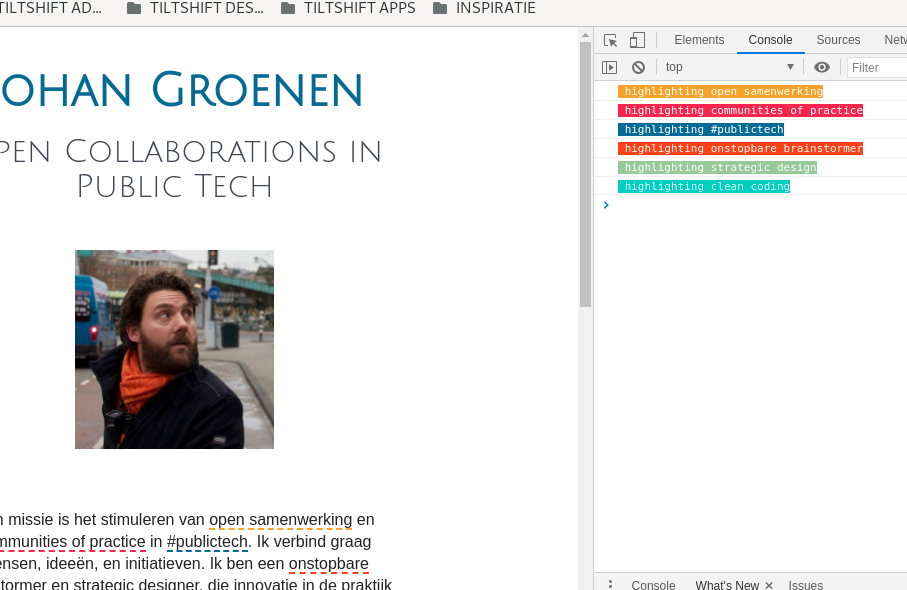 TILTSHIFT AD...
TILTSHIFT DES...
TILTSHIFT APPS
INSPIRATIE
OHAN GROENEN
PEN COLLABORATIONS IN
PUBLIC TECH
missie is het stimuleren van open samenwerking en
mmunities of practice in #publictech. Ik verbind graag
ensen, ideeën, en initiatieven. Ik ben een onstopbare
stormer en strategic designer, die innovatie in de praktijk
Elements
Console
Sources
Netw
top
Filter
highlighting open samenwerking
highlighting communities of practice
highlighting #publictech
highlighting onstopbare brainstormer
highlighting strategic design
highlighting clean coding
Console
What's New
Issues